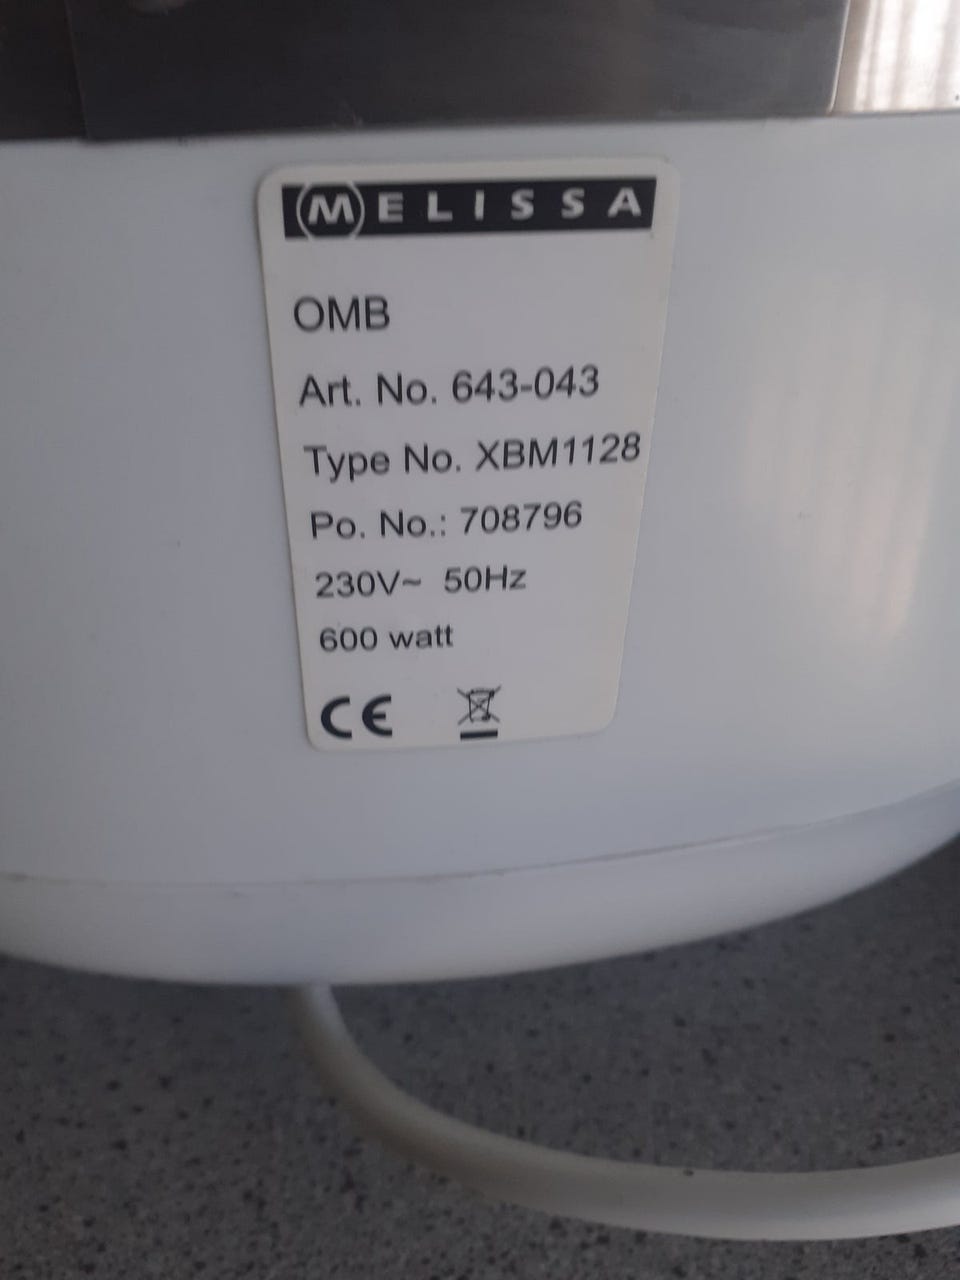 MELISSA
OMB
Art. No. 643-043
Type No. XBM1128
Po. No.: 708796
230V~ 50Hz
600 watt
CE